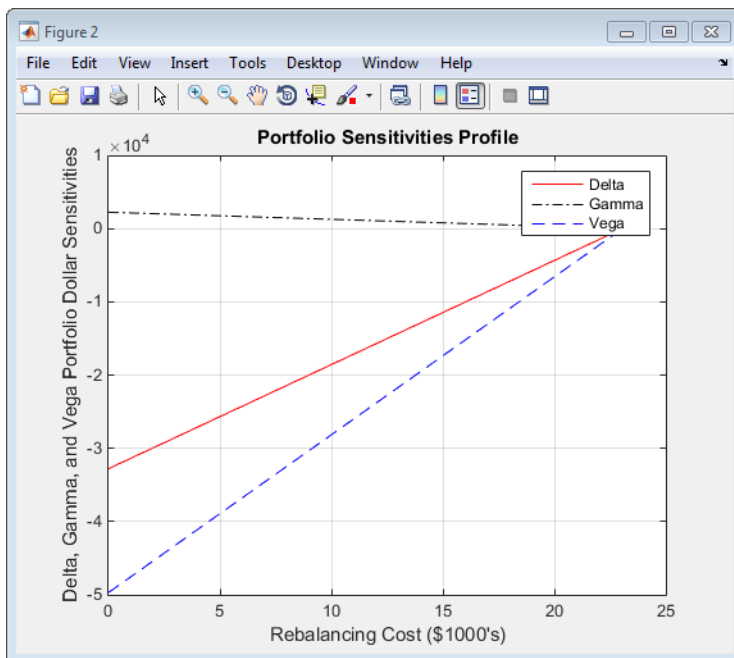 Figure 2
File Edit View Insert Tools Desktop Window Help
Portfolio Sensitivities Profile
×10^4
Delta, Gamma, and Vega Portfolio Dollar Sensitivities
1
0
-1
-2
-3
-4
-5
Delta
Gamma
Vega
0 5 10 15 20 25
Rebalancing Cost ($1000's)